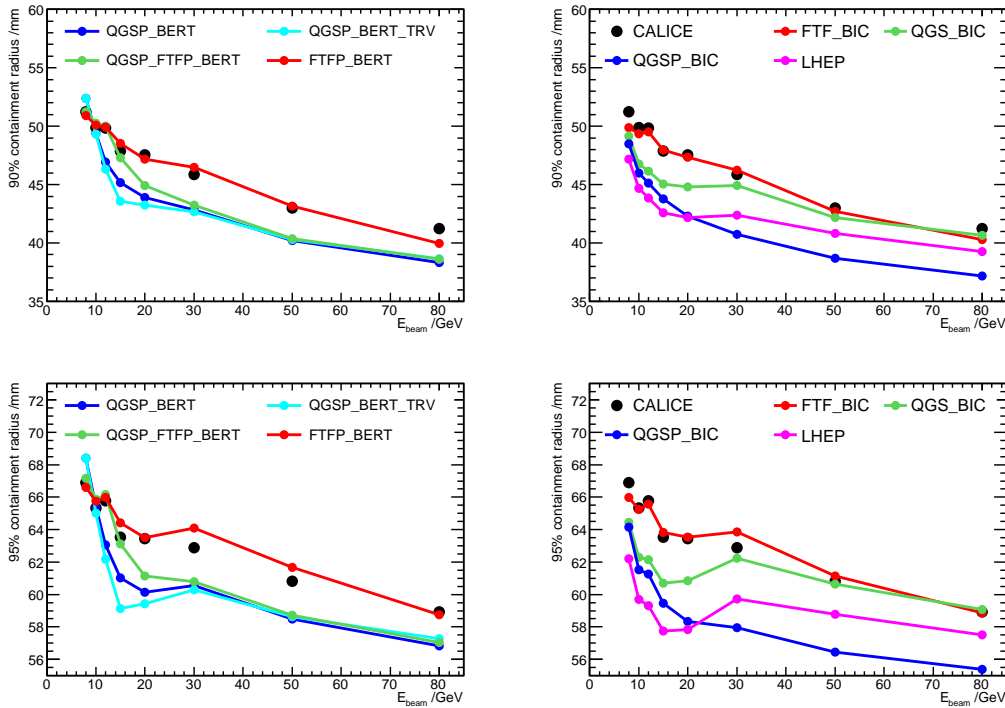 90% containment radius /mm
60
55
50
45
40
35
QGSP_BERT QGSP_BERT_TRV
QGSP_FTFP_BERT FTFP_BERT
0 10 20 30 40 50 60 70 80
E_beam /GeV
90% containment radius /mm
60
55
50
45
40
35
CALICE FTF_BIC QGS_BIC
QGSP_BIC LHEP
0 10 20 30 40 50 60 70 80
E_beam /GeV
95% containment radius /mm
72
70
68
66
64
62
60
58
56
QGSP_BERT QGSP_BERT_TRV
QGSP_FTFP_BERT FTFP_BERT
0 10 20 30 40 50 60 70 80
E_beam /GeV
95% containment radius /mm
72
70
68
66
64
62
60
58
56
CALICE FTF_BIC QGS_BIC
QGSP_BIC LHEP
0 10 20 30 40 50 60 70 80
E_beam /GeV